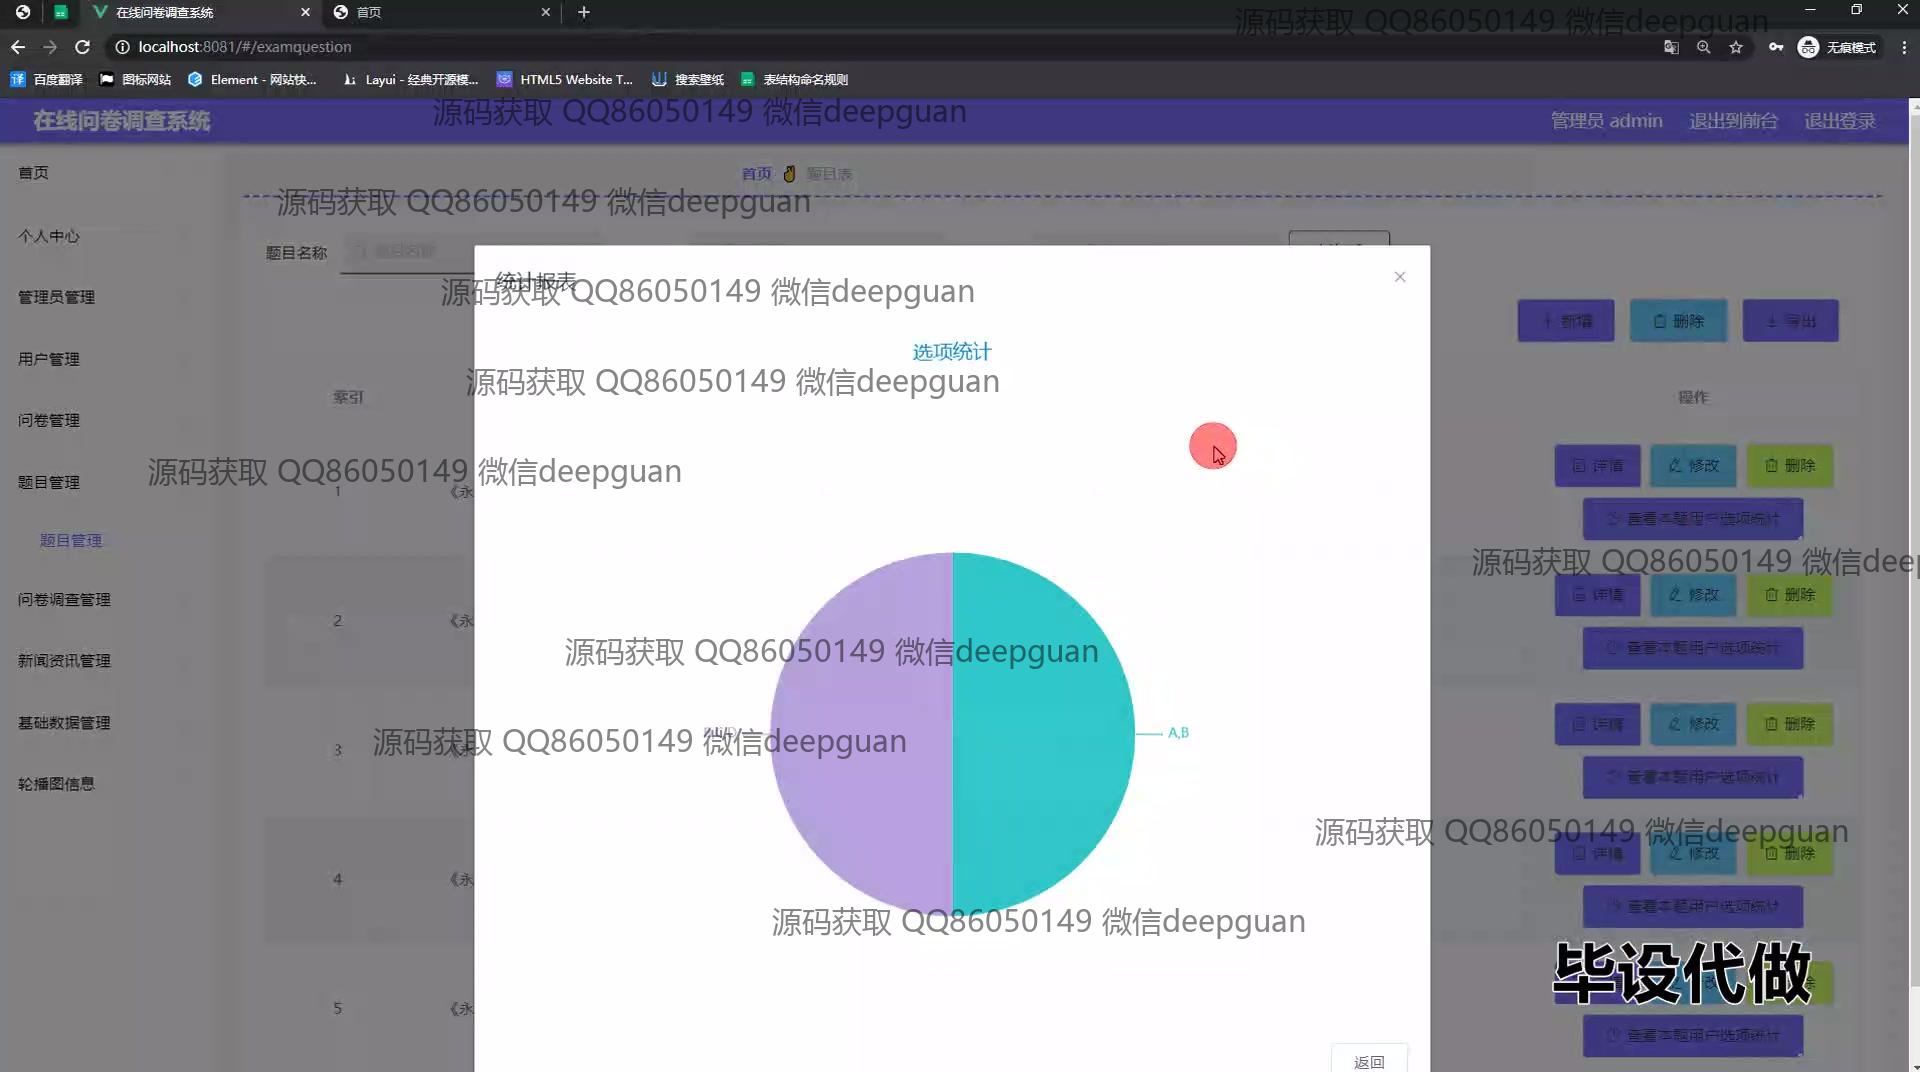 在线问卷调查系统
首页
localhost:8081/#/examquestion
无痕模式
百度翻译
图标网站
Element - 网站快...
Layui - 经典开源模...
HTML5 Website T...
搜索壁纸
表结构命名规则
源码获取 QQ86050149 微信deepguan
源码获取 QQ86050149 微信deepguan
在线问卷调查系统
管理员 admin
退出到前台
退出登录
首页
个人中心
管理员管理
用户管理
问卷管理
题目管理
题目管理
问卷调查管理
新闻资讯管理
基础数据管理
轮播图信息
首页
题目表
源码获取 QQ86050149 微信deepguan
题目名称
题目名称
新增
删除
导出
统计报表
源码获取 QQ86050149 微信deepguan
选项统计
源码获取 QQ86050149 微信deepguan
索引
操作
源码获取 QQ86050149 微信deepguan
1
《永
详情
修改
删除
查看本题用户选项统计
源码获取 QQ86050149 微信deep
2
《永
详情
修改
删除
查看本题用户选项统计
源码获取 QQ86050149 微信deepguan
A,B
源码获取 QQ86050149 微信deepguan
3
详情
修改
删除
查看本题用户选项统计
源码获取 QQ86050149 微信deepguan
4
《永
详情
修改
删除
查看本题用户选项统计
源码获取 QQ86050149 微信deepguan
毕设代做
5
《永
查看本题用户选项统计
返回